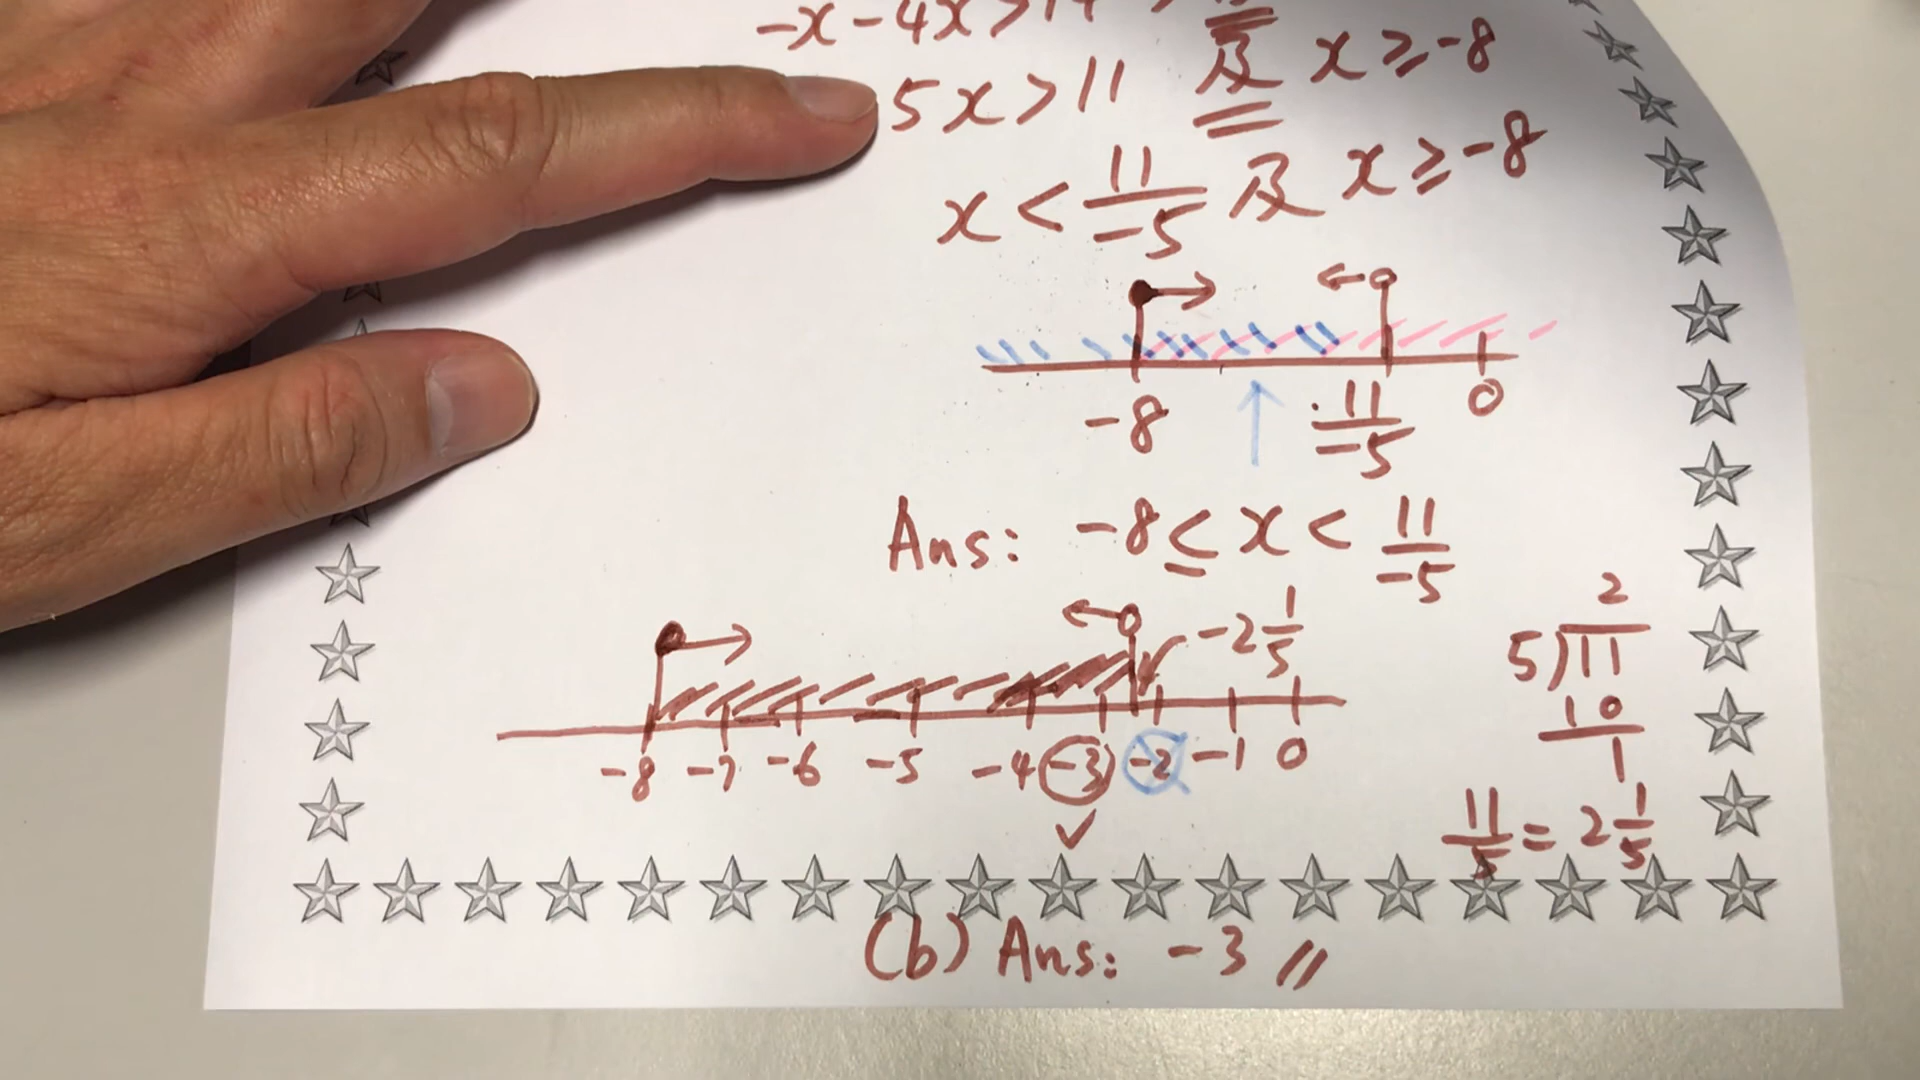 -x-4x>14
5x>11 及 x≥-8
x< 11/-5 及 x≥-8
-8 11/-5 0
Ans: -8≤x< 11/-5
-2 1/5
-8 -7 -6 -5 -4 -3 -2 -1 0
2
5)11
10
1
11/5 = 2 1/5
(b) Ans: -3 //